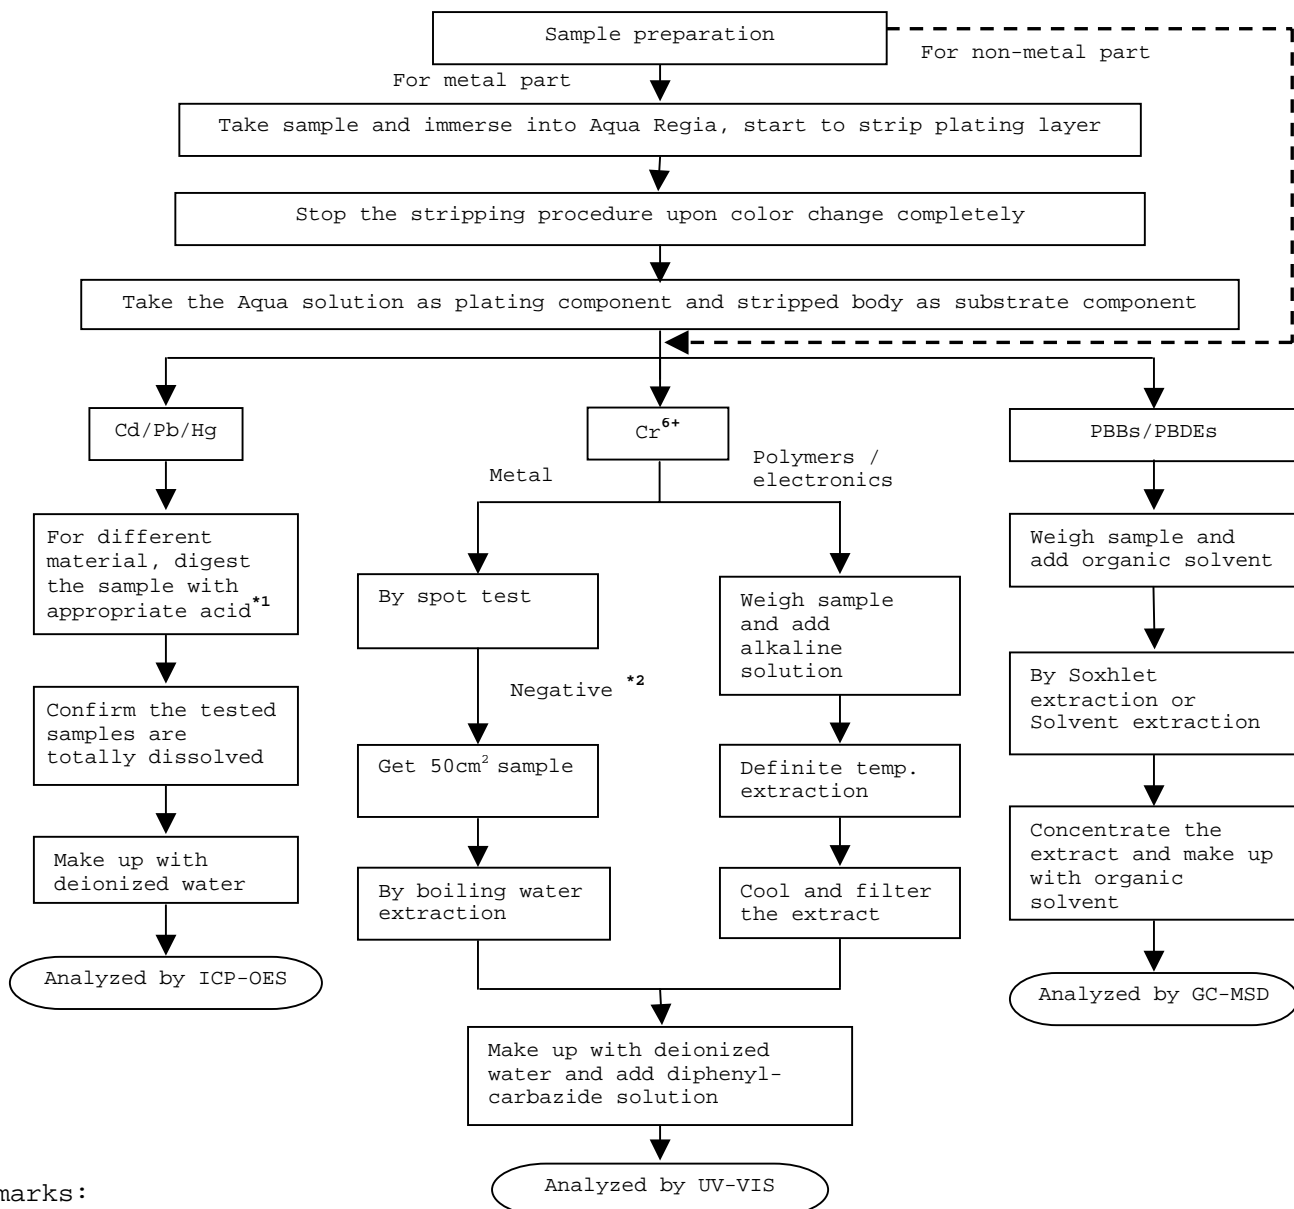 Sample preparation
For non-metal part
For metal part
Take sample and immerse into Aqua Regia, start to strip plating layer
Stop the stripping procedure upon color change completely
Take the Aqua solution as plating component and stripped body as substrate component
Cd/Pb/Hg
Cr6+
PBBs/PBDEs
Metal
Polymers /
electronics
For different
material, digest
the sample with
appropriate acid*1
Confirm the tested
samples are
totally dissolved
Make up with
deionized water
Analyzed by ICP-OES
By spot test
Negative *2
Get 50cm2 sample
By boiling water
extraction
Weigh sample
and add
alkaline
solution
Definite temp.
extraction
Cool and filter
the extract
Make up with deionized
water and add diphenyl-
carbazide solution
Analyzed by UV-VIS
Weigh sample and
add organic solvent
By Soxhlet
extraction or
Solvent extraction
Concentrate the
extract and make up
with organic
solvent
Analyzed by GC-MSD
marks: